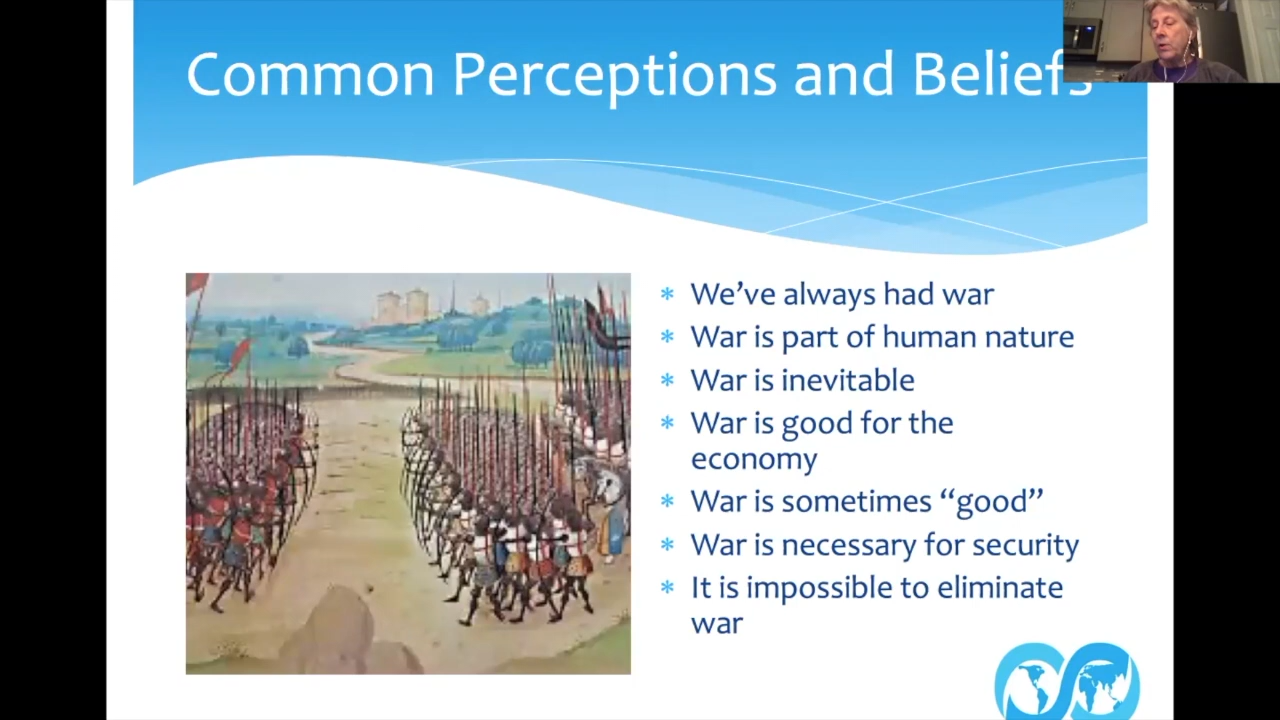 Common Perceptions and Beliefs
We’ve always had war
War is part of human nature
War is inevitable
War is good for the
economy
War is sometimes “good”
War is necessary for security
It is impossible to eliminate
war